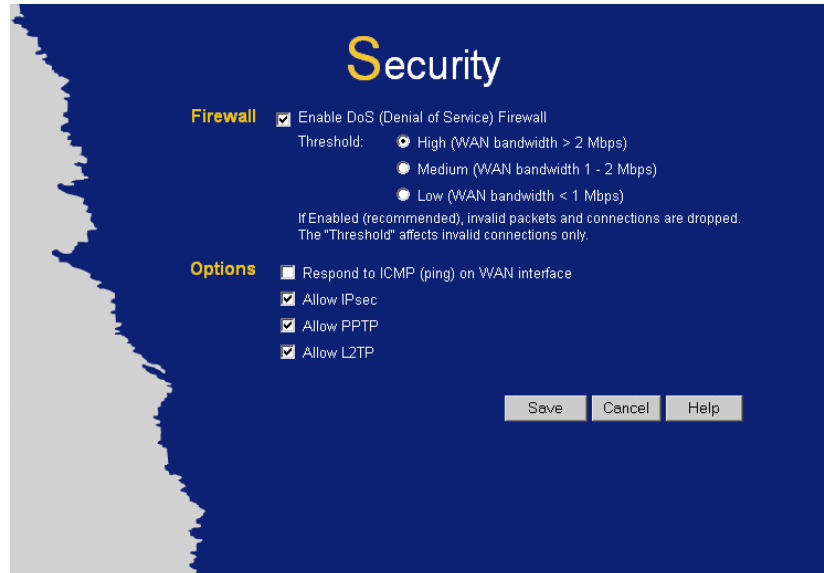 Security
Firewall
Enable DoS (Denial of Service) Firewall
Threshold: High (WAN bandwidth > 2 Mbps)
Medium (WAN bandwidth 1 - 2 Mbps)
Low (WAN bandwidth < 1 Mbps)
If Enabled (recommended), invalid packets and connections are dropped.
The "Threshold" affects invalid connections only.
Options
Respond to ICMP (ping) on WAN interface
Allow IPsec
Allow PPTP
Allow L2TP
Save Cancel Help